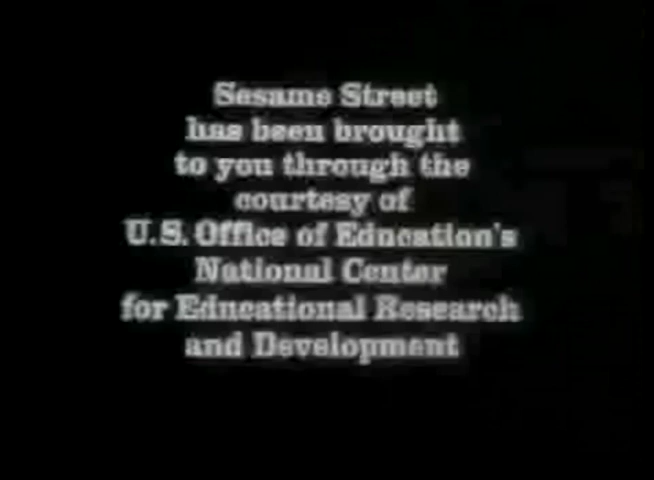 Sesame Street
has been brought
to you through the
courtesy of
U.S. Office of Education's
National Center
for Educational Research
and Development